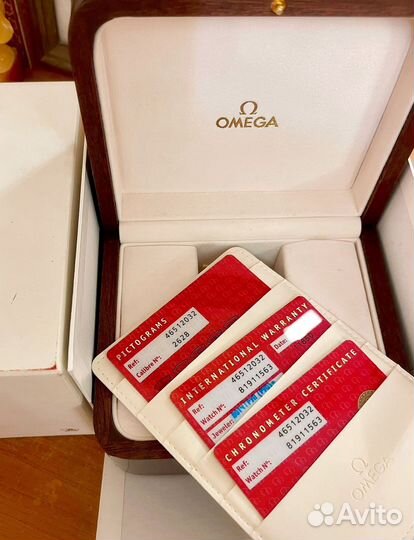 Ω
OMEGA
PICTOGRAMS
Ref: 46512032
Calibre Nº: 2628
INTERNATIONAL WARRANTY
Ref: 46512032
Watch Nº: 81911563
Jeweler:
Date:
CHRONOMETER CERTIFICATE
Ref: 46512032
Watch Nº: 81911563
Ω
OMEGA
Avito